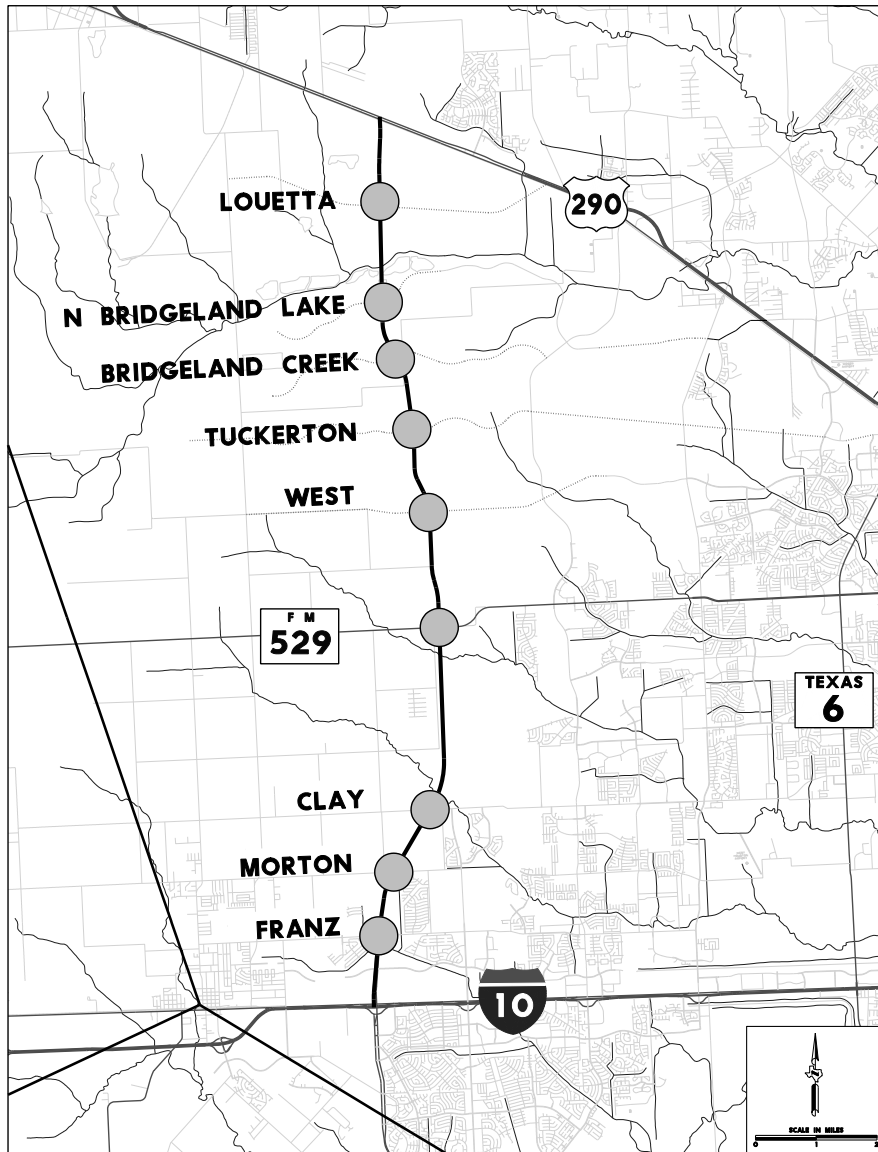 LOUETTA
290
N BRIDGELAND LAKE
BRIDGELAND CREEK
TUCKERTON
WEST
F M
529
TEXAS
6
CLAY
MORTON
FRANZ
10
SCALE IN MILES
0 1 2